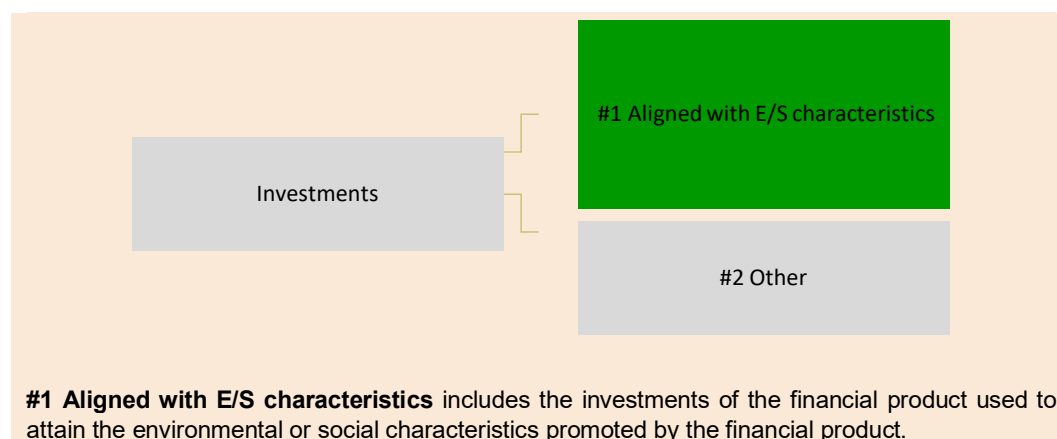 #1 Aligned with E/S characteristics
Investments
#2 Other
#1 Aligned with E/S characteristics includes the investments of the financial product used to
attain the environmental or social characteristics promoted by the financial product.